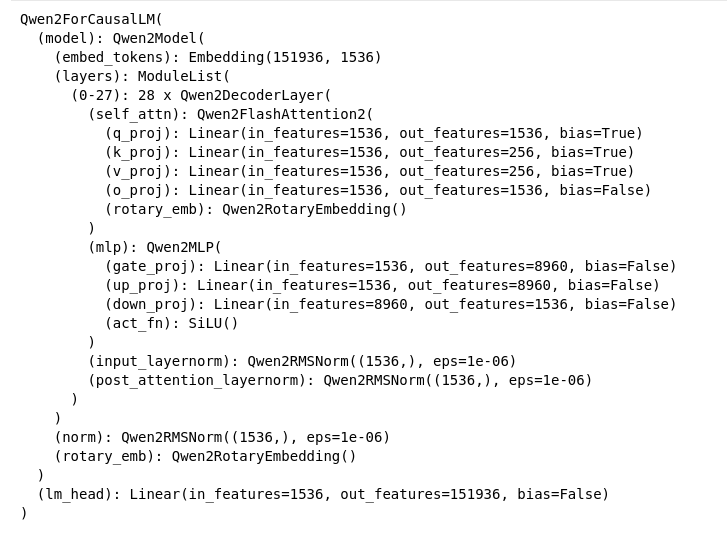 Qwen2ForCausalLM(
  (model): Qwen2Model(
    (embed_tokens): Embedding(151936, 1536)
    (layers): ModuleList(
      (0-27): 28 x Qwen2DecoderLayer(
        (self_attn): Qwen2FlashAttention2(
          (q_proj): Linear(in_features=1536, out_features=1536, bias=True)
          (k_proj): Linear(in_features=1536, out_features=256, bias=True)
          (v_proj): Linear(in_features=1536, out_features=256, bias=True)
          (o_proj): Linear(in_features=1536, out_features=1536, bias=False)
          (rotary_emb): Qwen2RotaryEmbedding()
        )
        (mlp): Qwen2MLP(
          (gate_proj): Linear(in_features=1536, out_features=8960, bias=False)
          (up_proj): Linear(in_features=1536, out_features=8960, bias=False)
          (down_proj): Linear(in_features=8960, out_features=1536, bias=False)
          (act_fn): SiLU()
        )
        (input_layernorm): Qwen2RMSNorm((1536,), eps=1e-06)
        (post_attention_layernorm): Qwen2RMSNorm((1536,), eps=1e-06)
      )
    )
    (norm): Qwen2RMSNorm((1536,), eps=1e-06)
    (rotary_emb): Qwen2RotaryEmbedding()
  )
  (lm_head): Linear(in_features=1536, out_features=151936, bias=False)
)